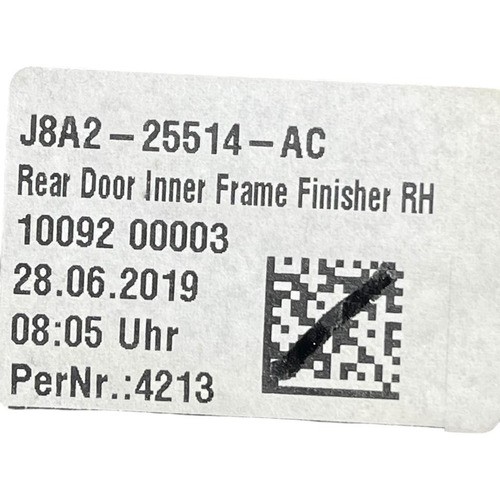 J8A2-25514-AC
Rear Door Inner Frame Finisher RH
10092 00003
28.06.2019
08:05 Uhr
PerNr.:4213